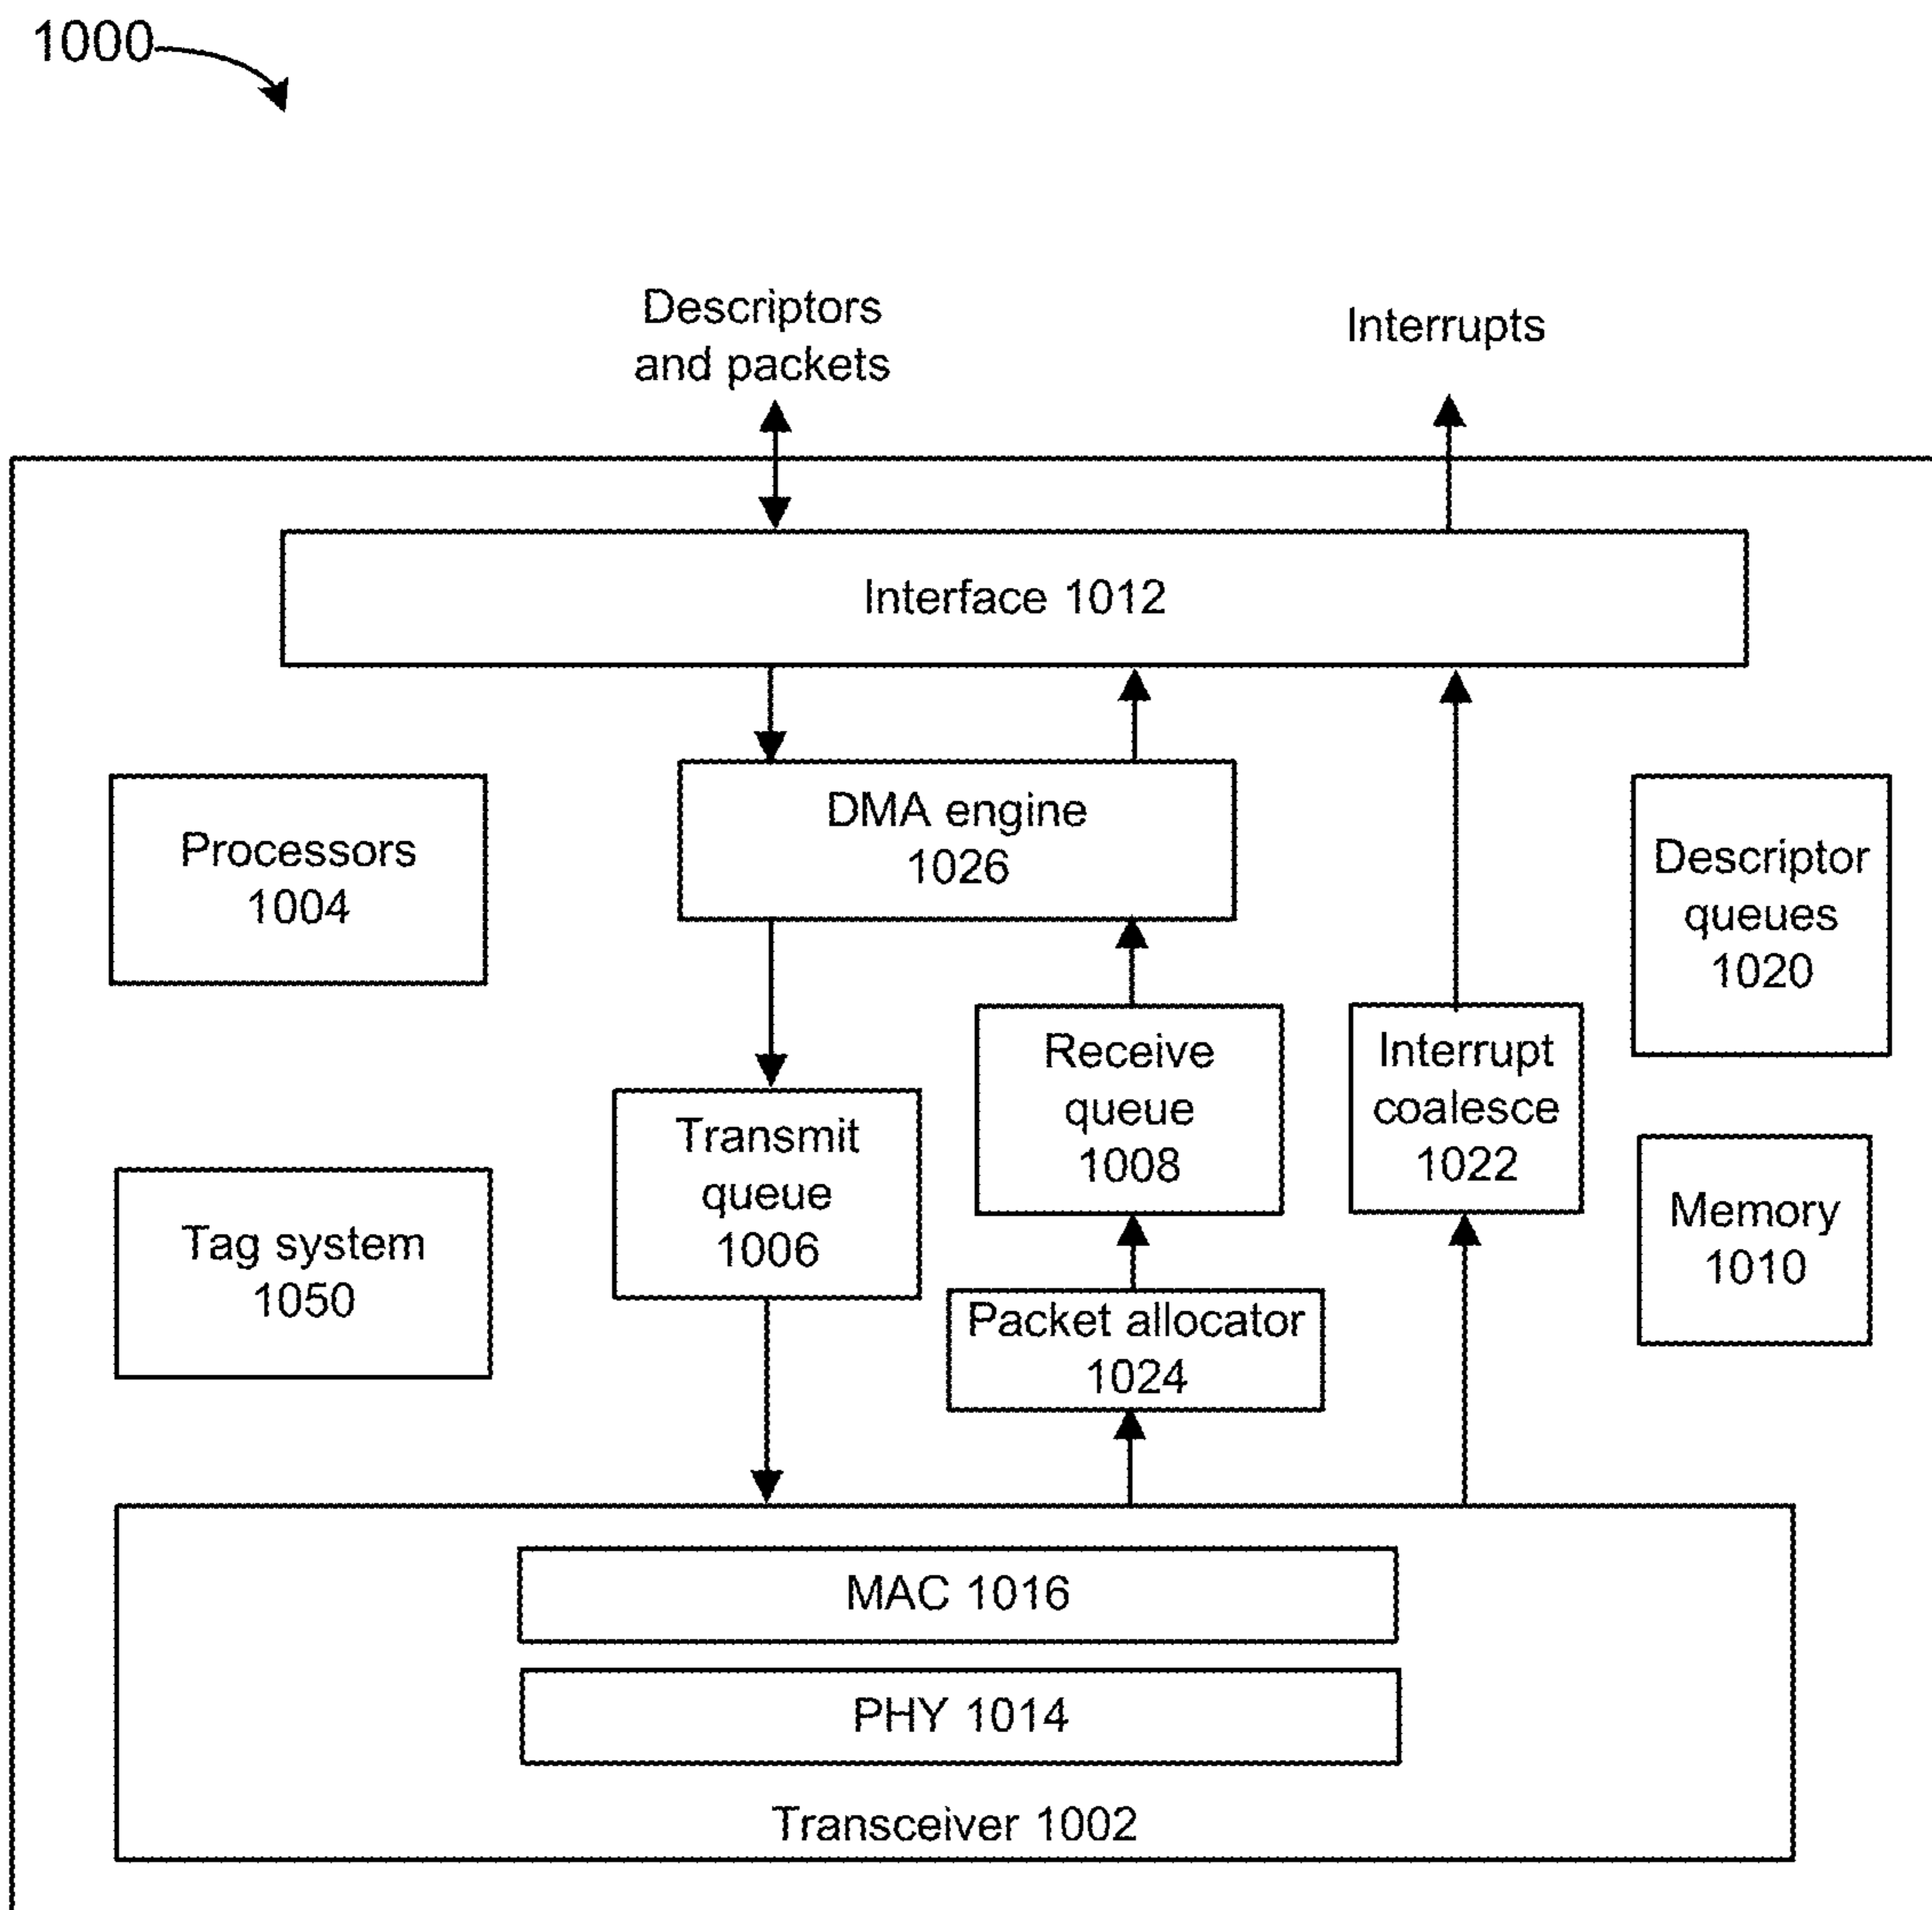 1000
Descriptors
and packets
Interrupts
Interface 1012
DMA engine
1026
Processors
1004
Descriptor
queues
1020
Receive
queue
1008
Interrupt
coalesce
1022
Transmit
queue
1006
Tag system
1050
Memory
1010
Packet allocator
1024
MAC 1016
PHY 1014
Transceiver 1002